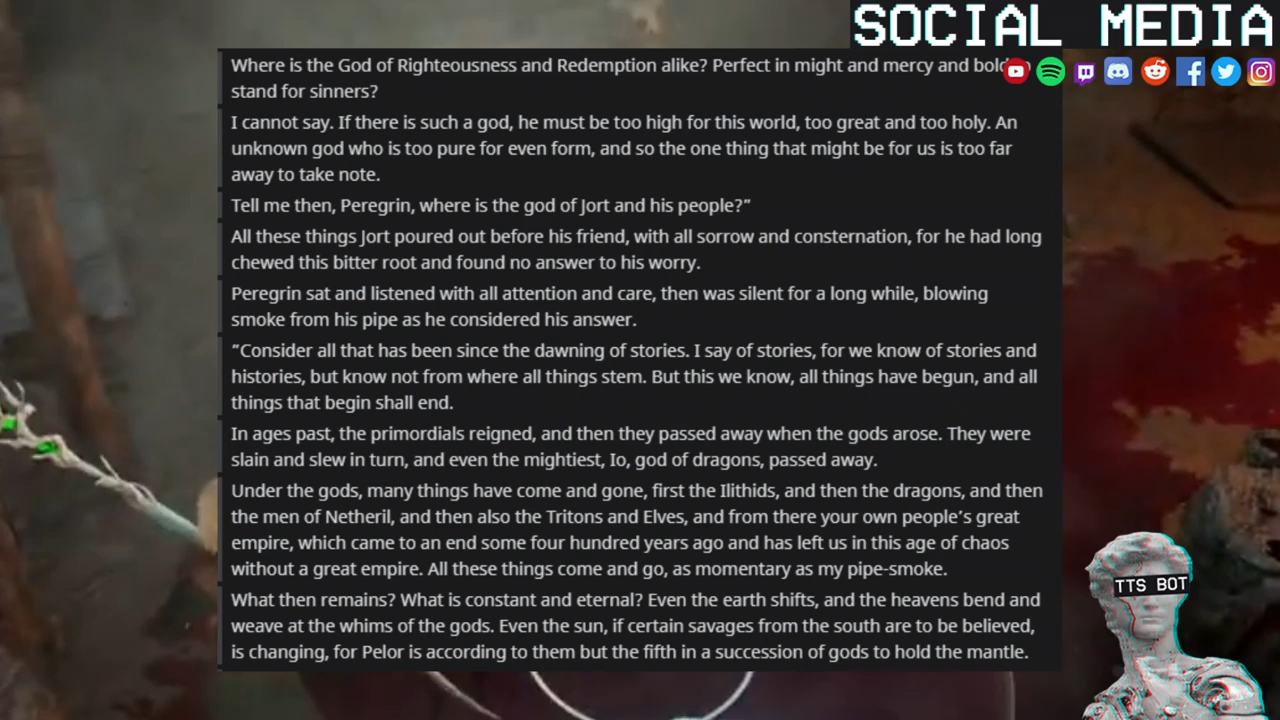 SOCIAL MEDIA
Where is the God of Righteousness and Redemption alike? Perfect in might and mercy and bold
stand for sinners?
I cannot say. If there is such a god, he must be too high for this world, too great and too holy. An
unknown god who is too pure for even form, and so the one thing that might be for us is too far
away to take note.
Tell me then, Peregrin, where is the god of Jort and his people?”
All these things Jort poured out before his friend, with all sorrow and consternation, for he had long
chewed this bitter root and found no answer to his worry.
Peregrin sat and listened with all attention and care, then was silent for a long while, blowing
smoke from his pipe as he considered his answer.
“Consider all that has been since the dawning of stories. I say of stories, for we know of stories and
histories, but know not from where all things stem. But this we know, all things have begun, and all
things that begin shall end.
In ages past, the primordials reigned, and then they passed away when the gods arose. They were
slain and slew in turn, and even the mightiest, Io, god of dragons, passed away.
Under the gods, many things have come and gone, first the Ilithids, and then the dragons, and then
the men of Netheril, and then also the Tritons and Elves, and from there your own people’s great
empire, which came to an end some four hundred years ago and has left us in this age of chaos
without a great empire. All these things come and go, as momentary as my pipe-smoke.
What then remains? What is constant and eternal? Even the earth shifts, and the heavens bend and
weave at the whims of the gods. Even the sun, if certain savages from the south are to be believed,
is changing, for Pelor is according to them but the fifth in a succession of gods to hold the mantle.
TTS BOT